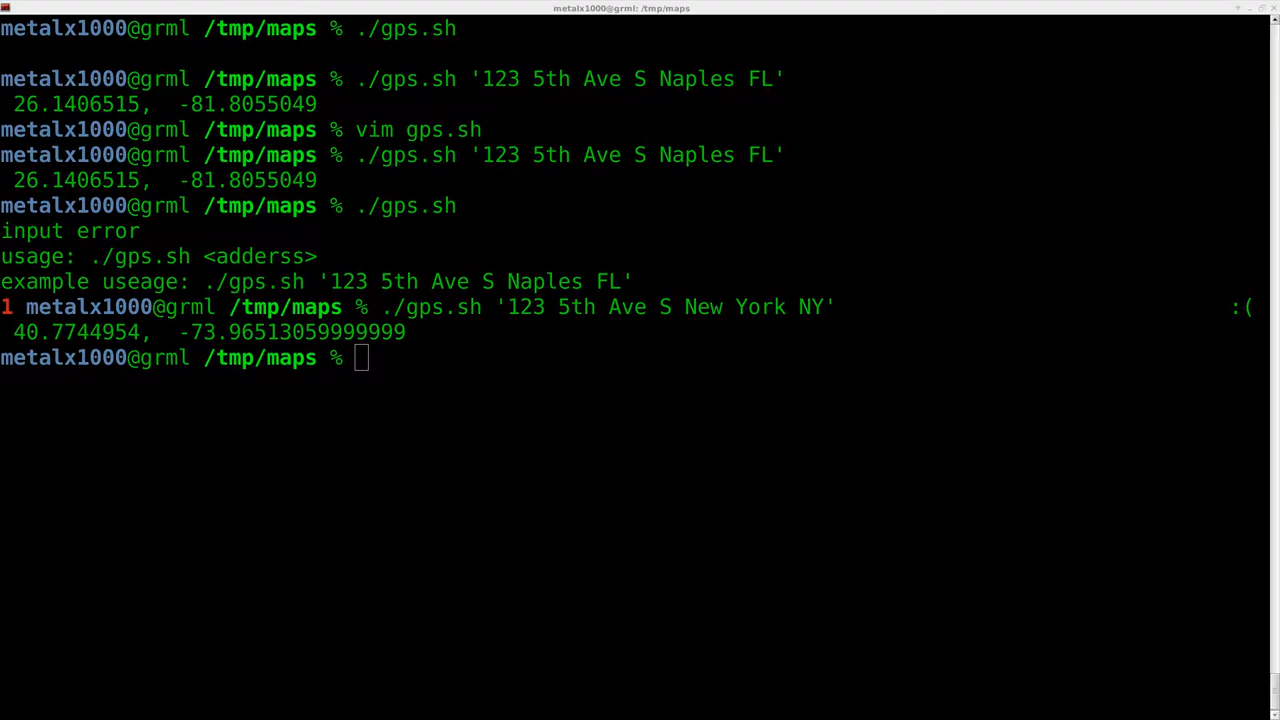 metalx1000@grml: /tmp/maps
metalx1000@grml /tmp/maps % ./gps.sh
metalx1000@grml /tmp/maps % ./gps.sh '123 5th Ave S Naples FL'
26.1406515,  -81.8055049
metalx1000@grml /tmp/maps % vim gps.sh
metalx1000@grml /tmp/maps % ./gps.sh '123 5th Ave S Naples FL'
26.1406515,  -81.8055049
metalx1000@grml /tmp/maps % ./gps.sh
input error
usage: ./gps.sh <adderss>
example useage: ./gps.sh '123 5th Ave S Naples FL'
1 metalx1000@grml /tmp/maps % ./gps.sh '123 5th Ave S New York NY' :(
40.7744954,  -73.96513059999999
metalx1000@grml /tmp/maps %